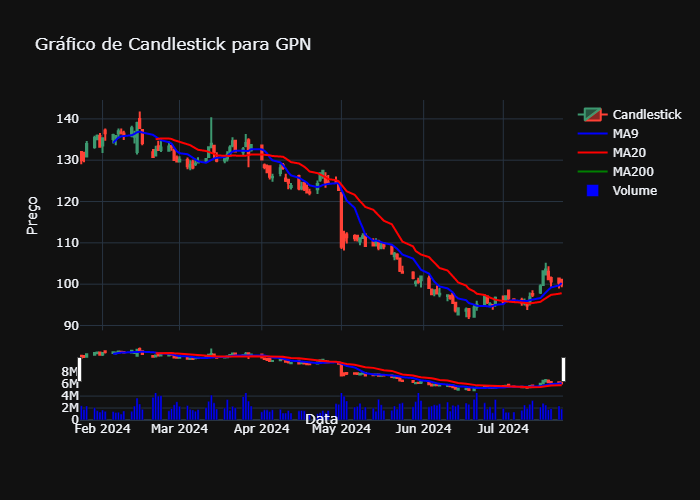 Gráfico de Candlestick para GPN
Candlestick
MA9
MA20
MA200
Volume
Preço
140
130
120
110
100
90
8M
6M
4M
2M
0
Feb 2024
Mar 2024
Apr 2024
May 2024
Jun 2024
Jul 2024
Data